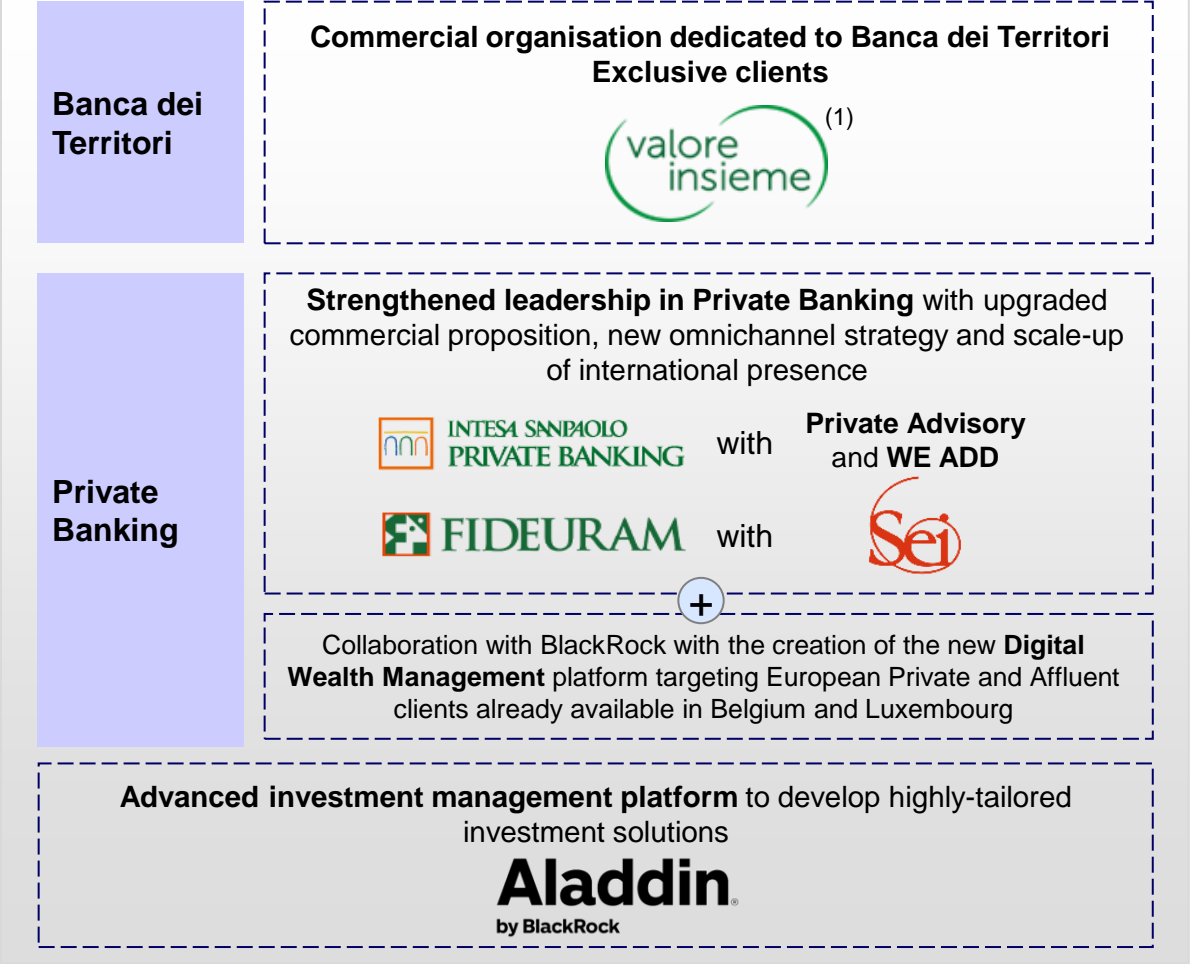 Banca dei
Territori
Commercial organisation dedicated to Banca dei Territori
Exclusive clients
valore
insieme
(1)
Private
Banking
Strengthened leadership in Private Banking with upgraded
commercial proposition, new omnichannel strategy and scale-up
of international presence
INTESA SANPAOLO
PRIVATE BANKING
with
Private Advisory
and WE ADD
FIDEURAM
with
Sei
+
Collaboration with BlackRock with the creation of the new Digital
Wealth Management platform targeting European Private and Affluent
clients already available in Belgium and Luxembourg
Advanced investment management platform to develop highly-tailored
investment solutions
Aladdin®
by BlackRock